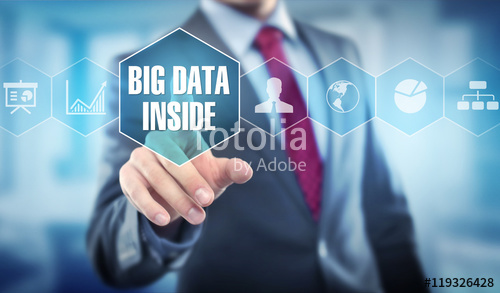 BIG DATA
INSIDE
fotolia
by Adobe
119326428